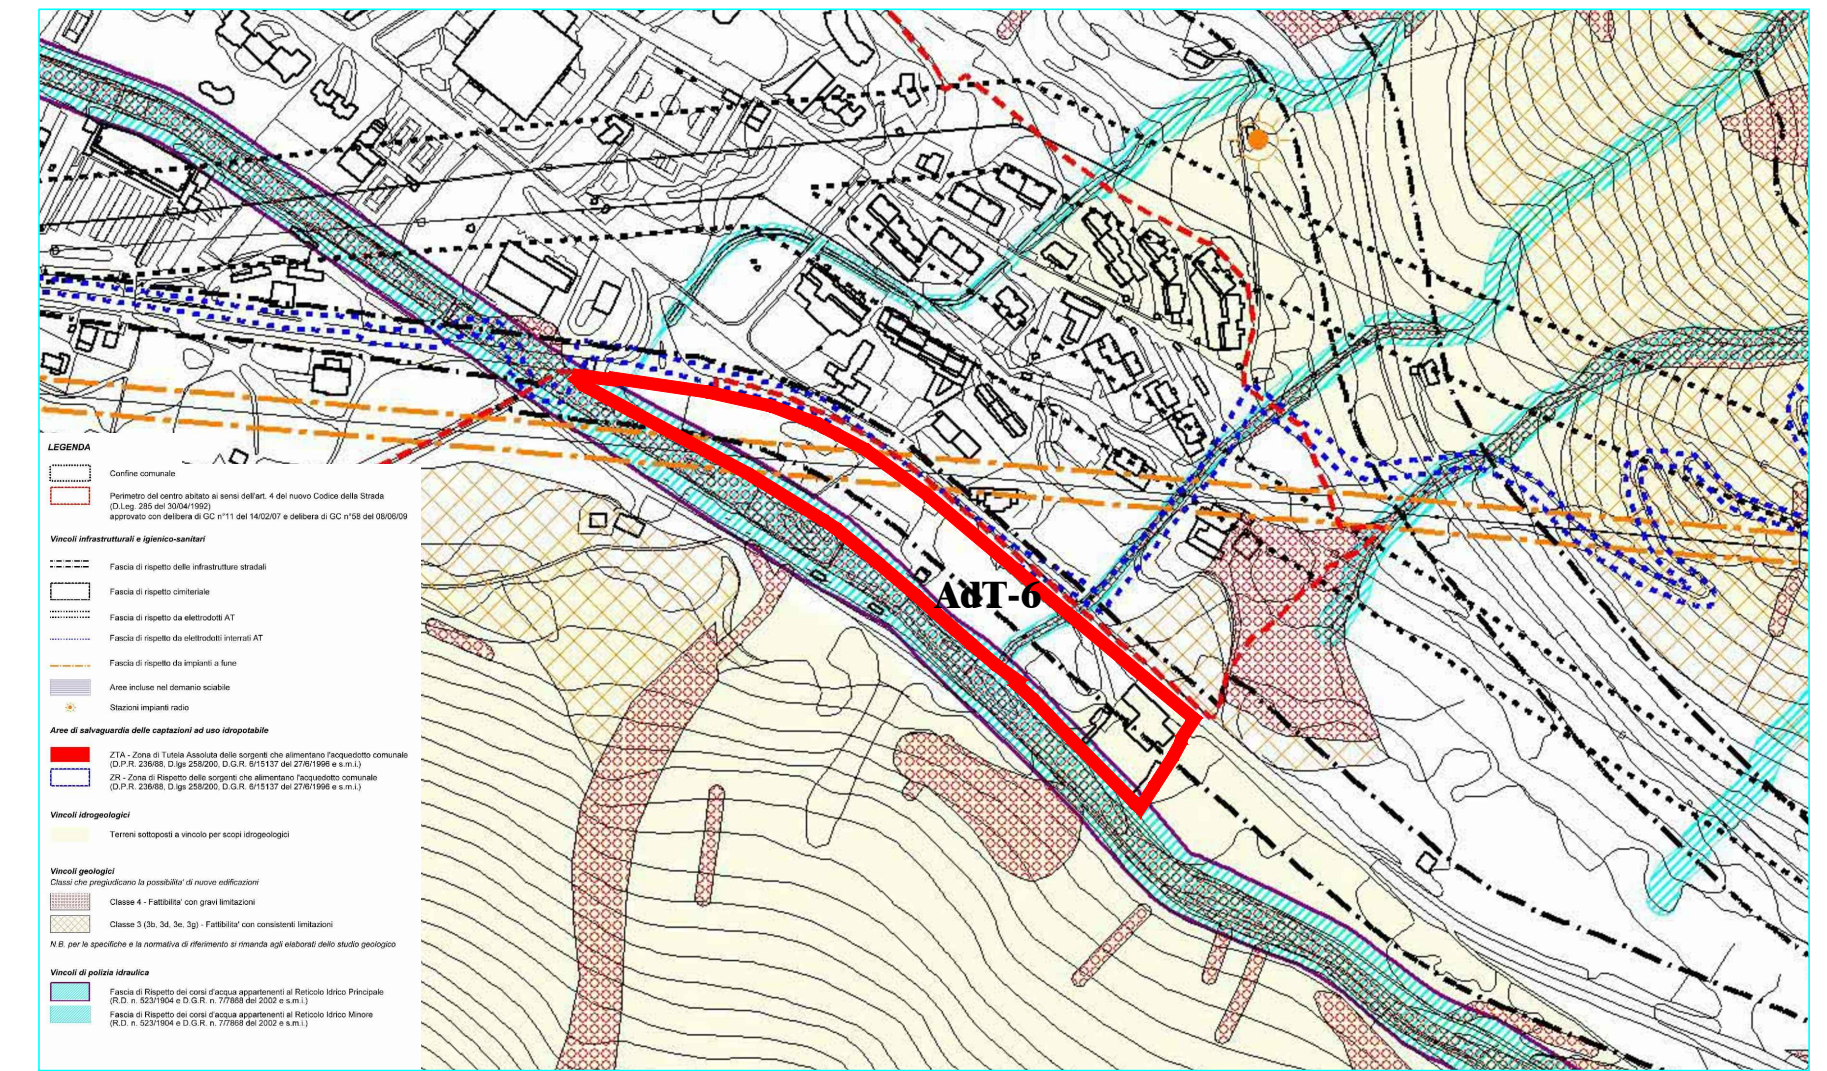 AdT-6
LEGENDA
Confine comunale
Perimetro del centro abitato ai sensi dell'art. 4 del nuovo Codice della Strada
(D.Leg. 285 del 30/04/1992)
approvato con delibera di GC n°11 del 14/02/07 e delibera di GC n°58 del 08/06/09
Vincoli infrastrutturali e igienico-sanitari
Fascia di rispetto delle infrastrutture stradali
Fascia di rispetto cimiteriale
Fascia di rispetto da elettrodotti AT
Fascia di rispetto da elettrodotti interrati AT
Fascia di rispetto da impianti a fune
Aree incluse nel demanio sciabile
Stazioni impianti radio
Aree di salvaguardia delle captazioni ad uso idropotabile
ZTA - Zona di Tutela Assoluta delle sorgenti che alimentano l'acquedotto comunale
(D.P.R. 236/88, D.lgs 258/200, D.G.R. 6/15137 del 27/6/1996 e s.m.i.)
ZR - Zona di Rispetto delle sorgenti che alimentano l'acquedotto comunale
(D.P.R. 236/88, D.lgs 258/200, D.G.R. 6/15137 del 27/6/1996 e s.m.i.)
Vincoli idrogeologici
Terreni sottoposti a vincolo per scopi idrogeologici
Vincoli geologici
Classi che pregiudicano la possibilita' di nuove edificazioni
Classe 4 - Fattibilita' con gravi limitazioni
Classe 3 (3b, 3d, 3e, 3g) - Fattibilita' con consistenti limitazioni
N.B. per le specifiche e la normativa di riferimento si rimanda agli elaborati dello studio geologico
Vincoli di polizia idraulica
Fascia di Rispetto dei corsi d'acqua appartenenti al Reticolo Idrico Principale
(R.D. n. 523/1904 e D.G.R. n. 7/7868 del 2002 e s.m.i.)
Fascia di Rispetto dei corsi d'acqua appartenenti al Reticolo Idrico Minore
(R.D. n. 523/1904 e D.G.R. n. 7/7868 del 2002 e s.m.i.)